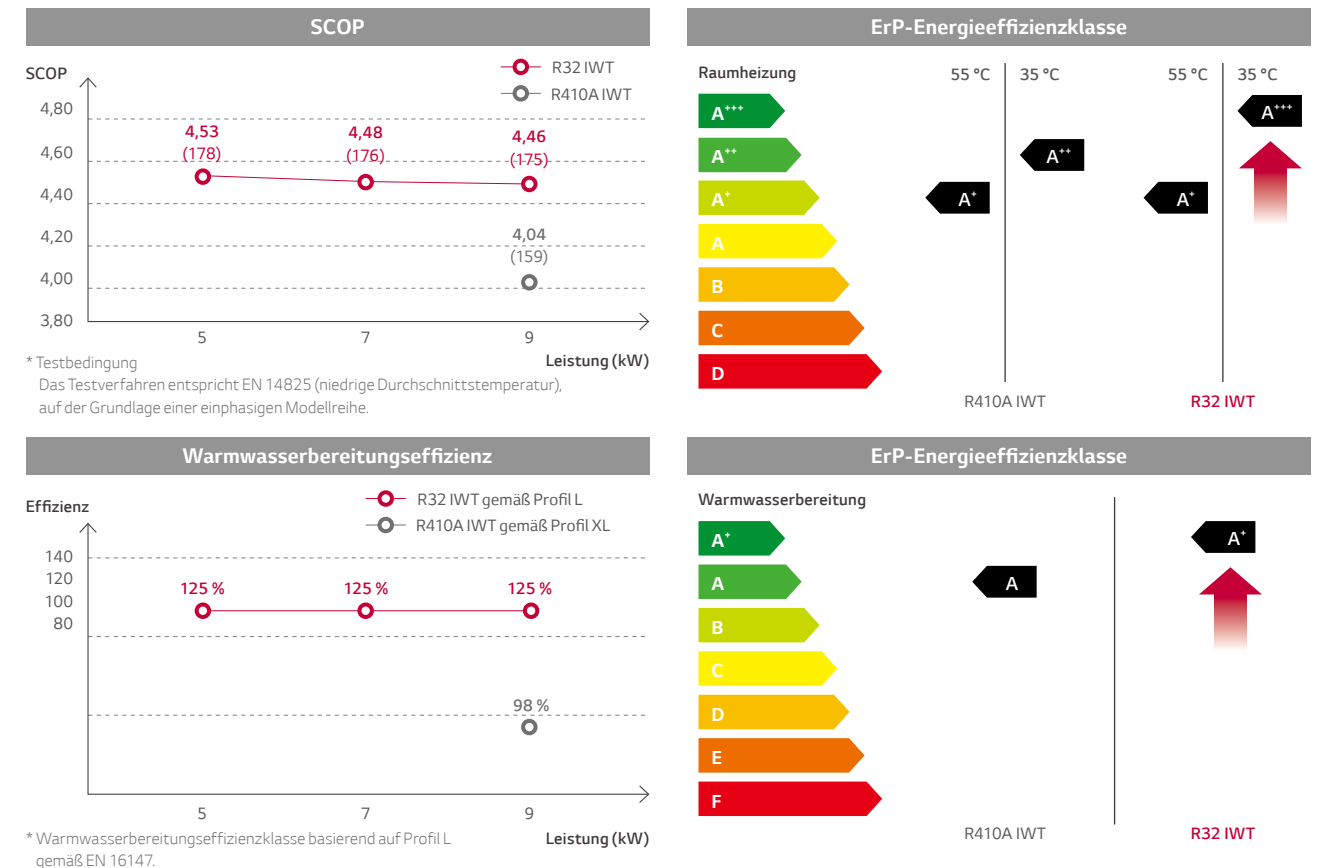 SCOP
SCOP
R32 IWT
R410A IWT
4,80
4,60
4,40
4,20
4,00
3,80
4,53
(178)
4,48
(176)
4,46
(175)
4,04
(159)
5
7
9
Leistung (kW)
* Testbedingung
Das Testverfahren entspricht EN 14825 (niedrige Durchschnittstemperatur),
auf der Grundlage einer einphasigen Modellreihe.
ErP-Energieeffizienzklasse
Raumheizung
55 °C
35 °C
55 °C
35 °C
A+++
A++
A+
A
B
C
D
A+
A++
A+
A+++
R410A IWT
R32 IWT
Warmwasserbereitungseffizienz
Effizienz
R32 IWT gemäß Profil L
R410A IWT gemäß Profil XL
140
120
100
80
125 %
125 %
125 %
98 %
5
7
9
Leistung (kW)
* Warmwasserbereitungseffizienzklasse basierend auf Profil L
gemäß EN 16147.
ErP-Energieeffizienzklasse
Warmwasserbereitung
A+
A
B
C
D
E
F
A
A+
R410A IWT
R32 IWT